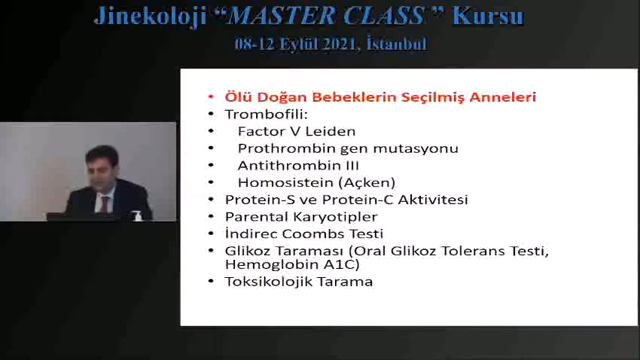 Jinekoloji “MASTER CLASS ” Kursu
08-12 Eylül 2021, İstanbul
• Ölü Doğan Bebeklerin Seçilmiş Anneleri
• Trombofili:
• Factor V Leiden
• Prothrombin gen mutasyonu
• Antithrombin III
• Homosistein (Açken)
• Protein-S ve Protein-C Aktivitesi
• Parental Karyotipler
• İndirec Coombs Testi
• Glikoz Taraması (Oral Glikoz Tolerans Testi,
Hemoglobin A1C)
• Toksikolojik Tarama